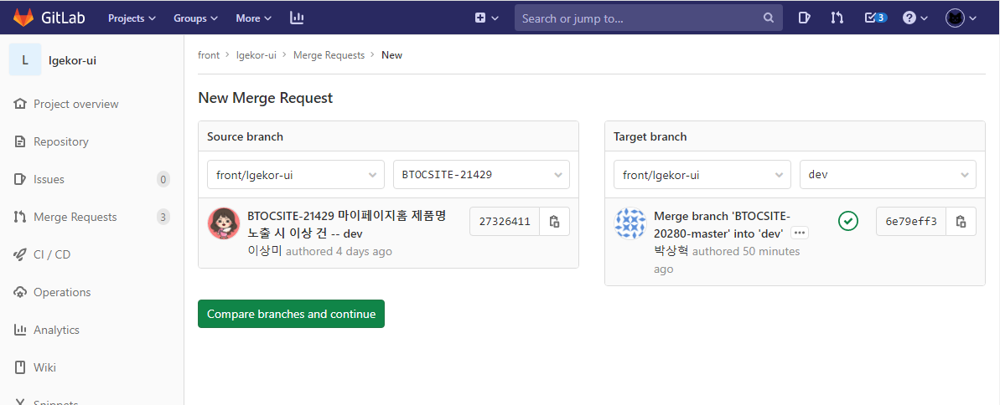 GitLab Projects Groups More Search or jump to... 3
L lgekor-ui
front > lgekor-ui > Merge Requests > New
Project overview
Repository
Issues 0
Merge Requests 3
CI / CD
Operations
Analytics
Wiki
Snippets
New Merge Request
Source branch
front/lgekor-ui BTOCSITE-21429
BTOCSITE-21429 마이페이지홈 제품명
노출 시 이상 건 -- dev
이상미 authored 4 days ago
27326411
Target branch
front/lgekor-ui dev
Merge branch 'BTOCSITE-
20280-master' into 'dev' ...
박상혁 authored 50 minutes
ago
6e79eff3
Compare branches and continue